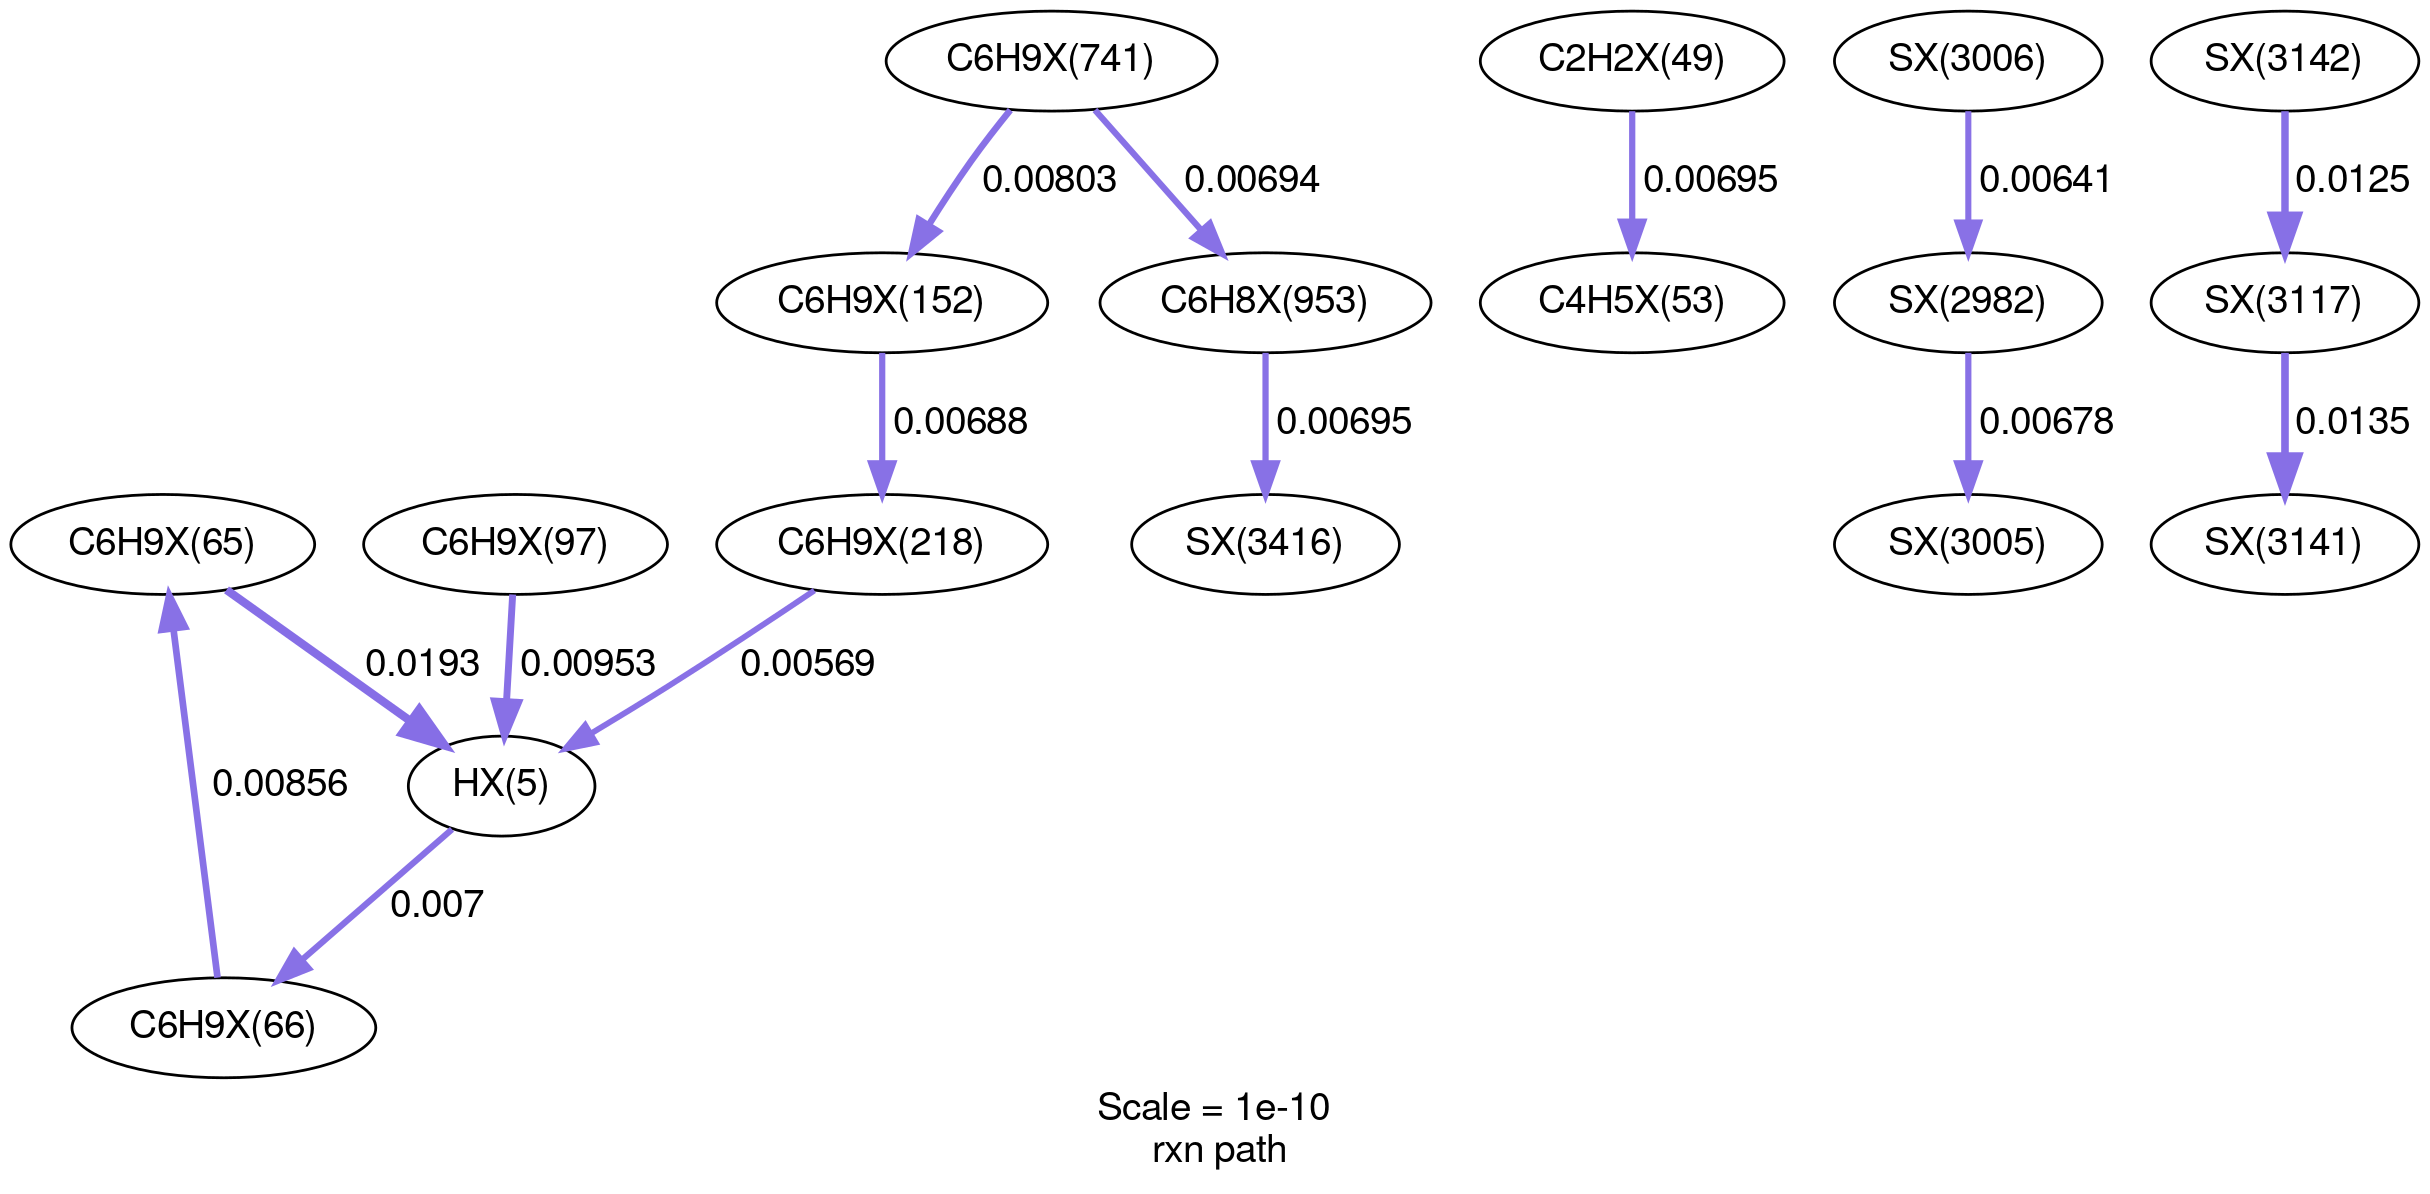 C6H9X(741)
C2H2X(49)
SX(3006)
SX(3142)
0.00803
0.00694
0.00695
0.00641
0.0125
C6H9X(152)
C6H8X(953)
C4H5X(53)
SX(2982)
SX(3117)
0.00688
0.00695
0.00678
0.0135
C6H9X(65)
C6H9X(97)
C6H9X(218)
SX(3416)
SX(3005)
SX(3141)
0.0193
0.00953
0.00569
HX(5)
0.00856
0.007
C6H9X(66)
Scale = 1e-10
rxn path